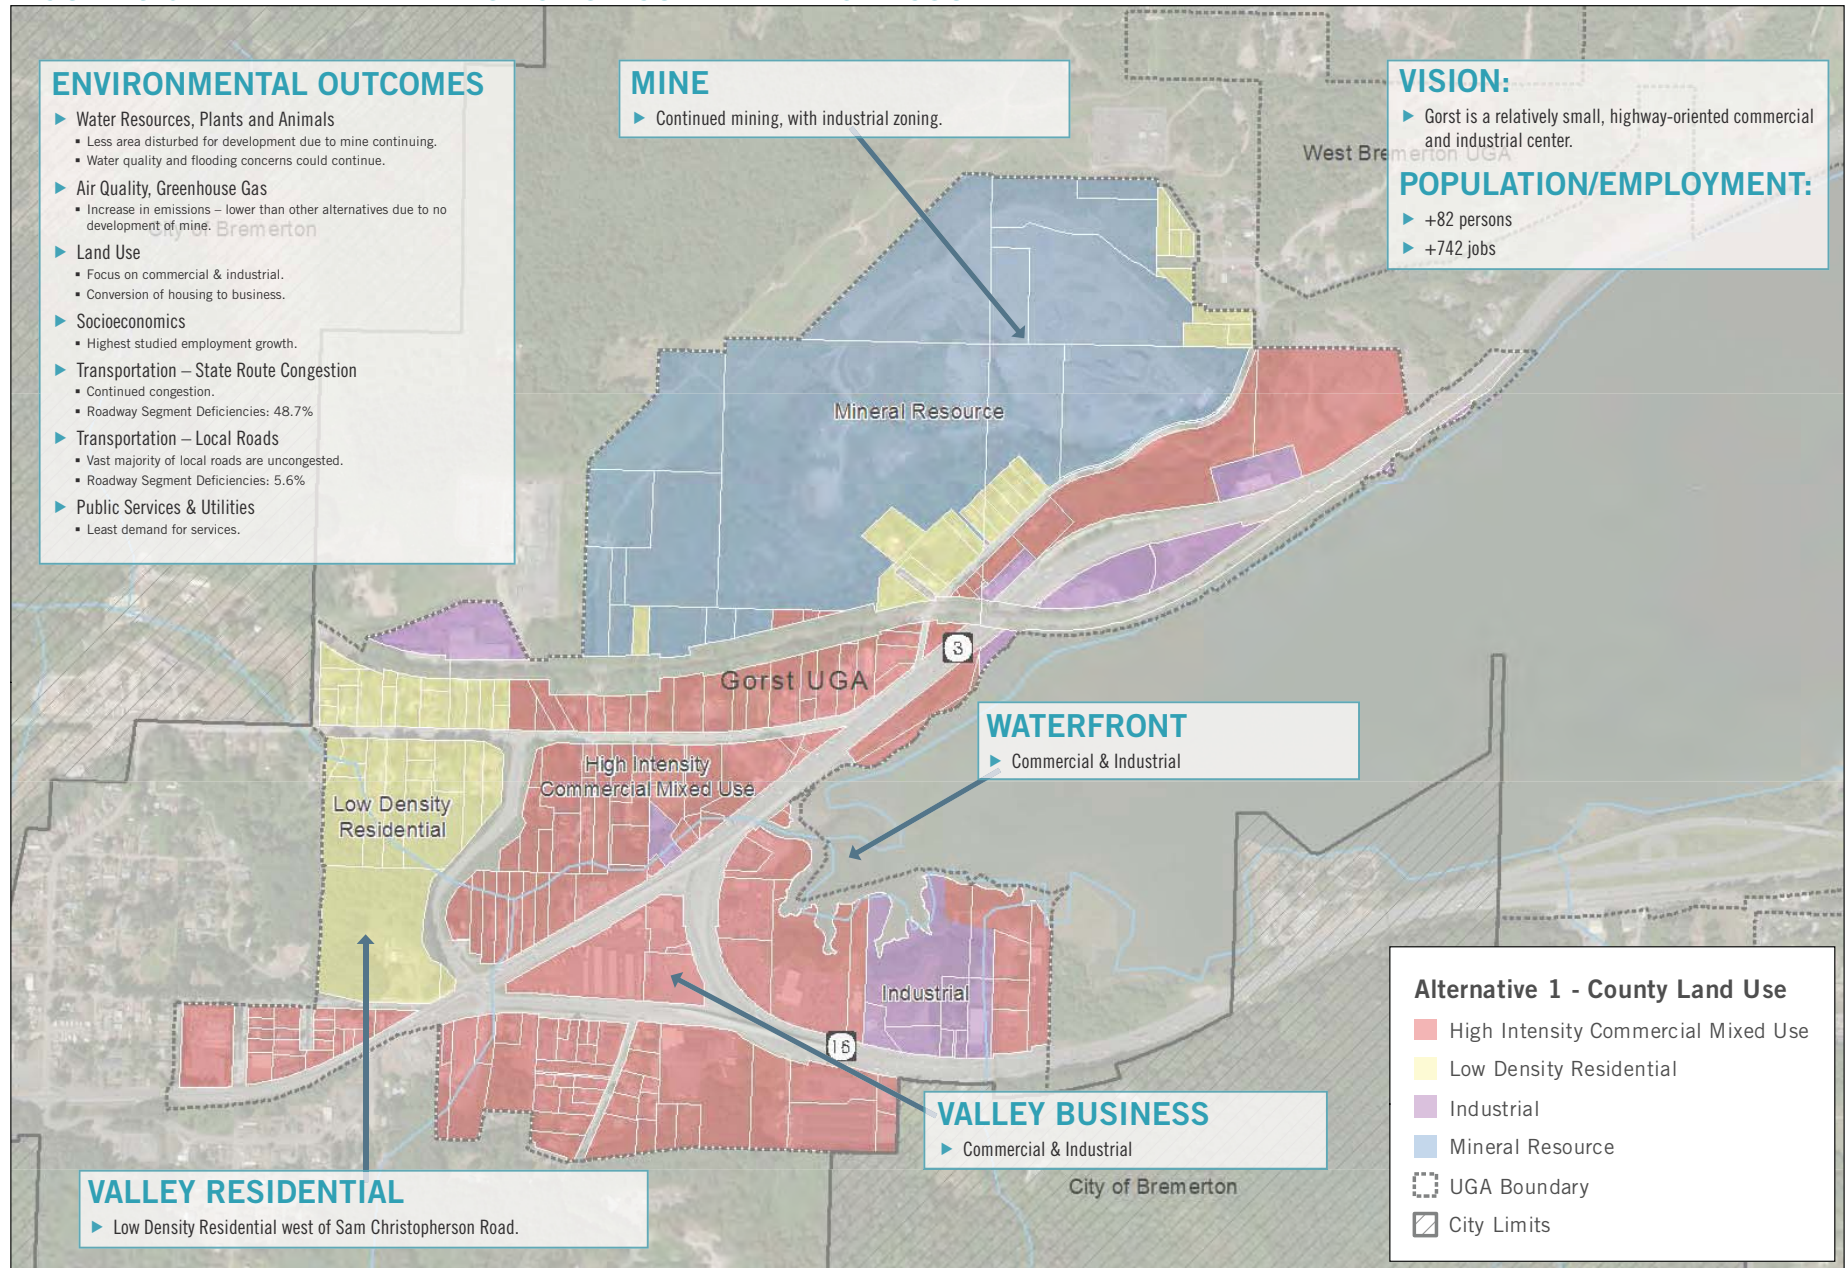 ENVIRONMENTAL OUTCOMES
▶ Water Resources, Plants and Animals
▪ Less area disturbed for development due to mine continuing.
▪ Water quality and flooding concerns could continue.
▶ Air Quality, Greenhouse Gas
▪ Increase in emissions – lower than other alternatives due to no
development of mine.
▶ Land Use
▪ Focus on commercial & industrial.
▪ Conversion of housing to business.
▶ Socioeconomics
▪ Highest studied employment growth.
▶ Transportation – State Route Congestion
▪ Continued congestion.
▪ Roadway Segment Deficiencies: 48.7%
▶ Transportation – Local Roads
▪ Vast majority of local roads are uncongested.
▪ Roadway Segment Deficiencies: 5.6%
▶ Public Services & Utilities
▪ Least demand for services.
City of Bremerton
MINE
▶ Continued mining, with industrial zoning.
VISION:
▶ Gorst is a relatively small, highway-oriented commercial
and industrial center.
POPULATION/EMPLOYMENT:
▶ +82 persons
▶ +742 jobs
West Bremerton UGA
Mineral Resource
3
Gorst UGA
WATERFRONT
▶ Commercial & Industrial
High Intensity
Commercial Mixed Use
Low Density
Residential
Industrial
16
VALLEY BUSINESS
▶ Commercial & Industrial
City of Bremerton
VALLEY RESIDENTIAL
▶ Low Density Residential west of Sam Christopherson Road.
Alternative 1 - County Land Use
High Intensity Commercial Mixed Use
Low Density Residential
Industrial
Mineral Resource
UGA Boundary
City Limits